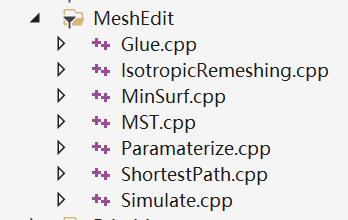 MeshEdit
Glue.cpp
IsotropicRemeshing.cpp
MinSurf.cpp
MST.cpp
Paramaterize.cpp
ShortestPath.cpp
Simulate.cpp